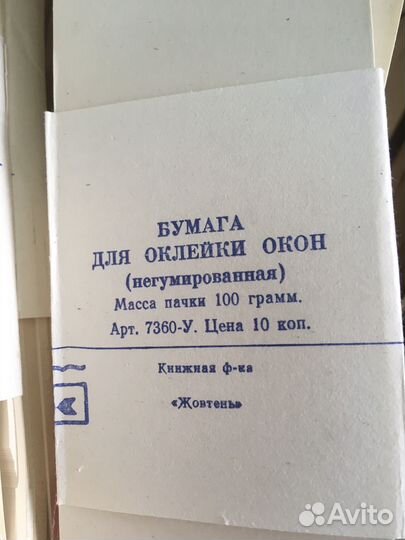 БУМАГА
ДЛЯ ОКЛЕЙКИ ОКОН
(негумированная)
Масса пачки 100 грамм.
Арт. 7360-У. Цена 10 коп.
Книжная ф-ка
«Жовтень»
Avito